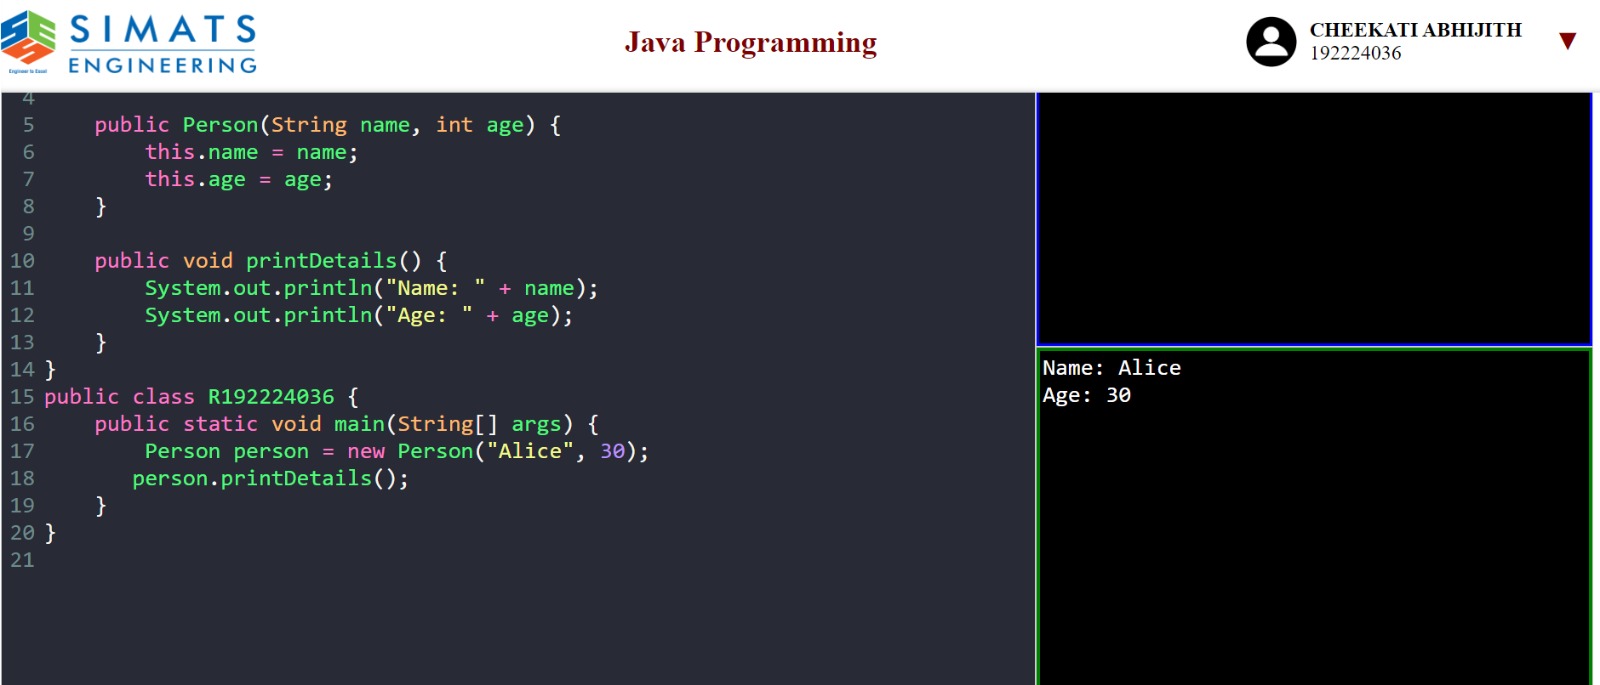 SIMATS
ENGINEERING
Engineer to Excel
Java Programming
CHEEKATI ABHIJITH
192224036
4
5     public Person(String name, int age) {
6         this.name = name;
7         this.age = age;
8     }
9
10     public void printDetails() {
11         System.out.println("Name: " + name);
12         System.out.println("Age: " + age);
13     }
14 }
15 public class R192224036 {
16     public static void main(String[] args) {
17         Person person = new Person("Alice", 30);
18        person.printDetails();
19     }
20 }
21
Name: Alice
Age: 30